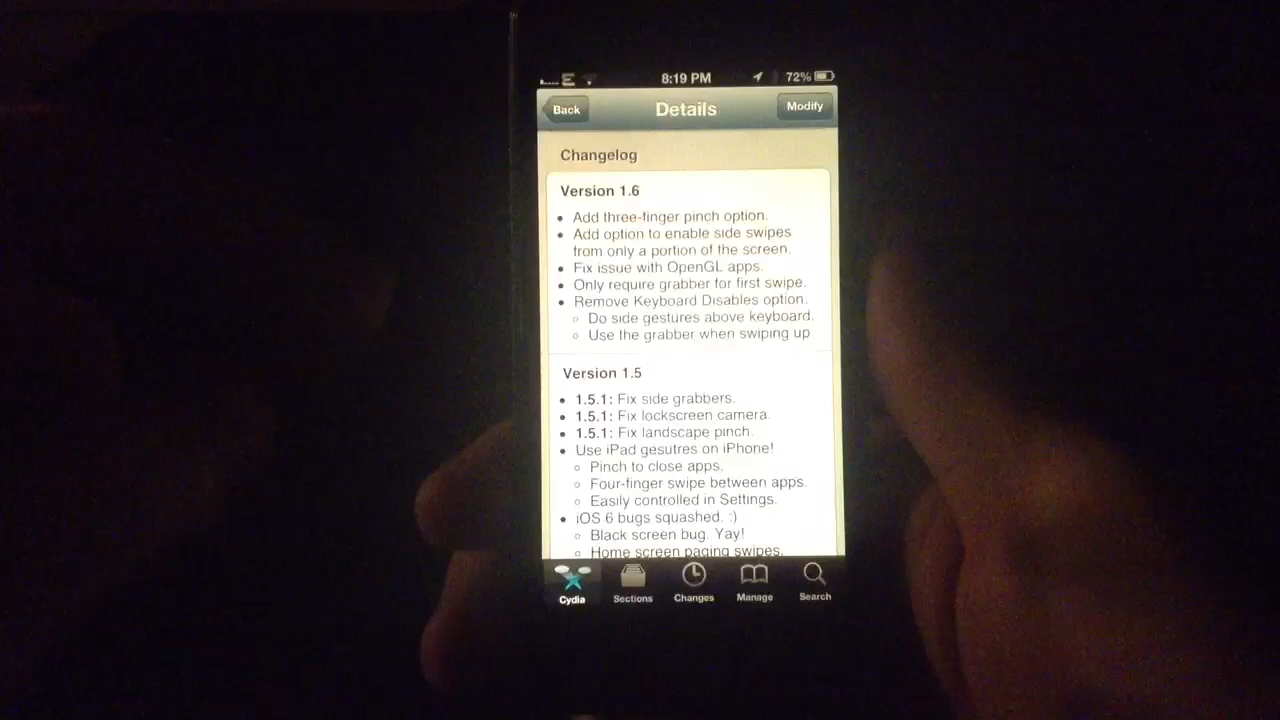 8:19 PM
72%
Back
Details
Modify
Changelog
Version 1.6
• Add three-finger pinch option.
• Add option to enable side swipes
from only a portion of the screen.
• Fix issue with OpenGL apps.
• Only require grabber for first swipe.
• Remove Keyboard Disables option.
◦ Do side gestures above keyboard.
◦ Use the grabber when swiping up
Version 1.5
• 1.5.1: Fix side grabbers.
• 1.5.1: Fix lockscreen camera.
• 1.5.1: Fix landscape pinch.
• Use iPad gesutres on iPhone!
◦ Pinch to close apps.
◦ Four-finger swipe between apps.
◦ Easily controlled in Settings.
• iOS 6 bugs squashed. :)
◦ Black screen bug. Yay!
◦ Home screen paging swipes.
Cydia
Sections
Changes
Manage
Search